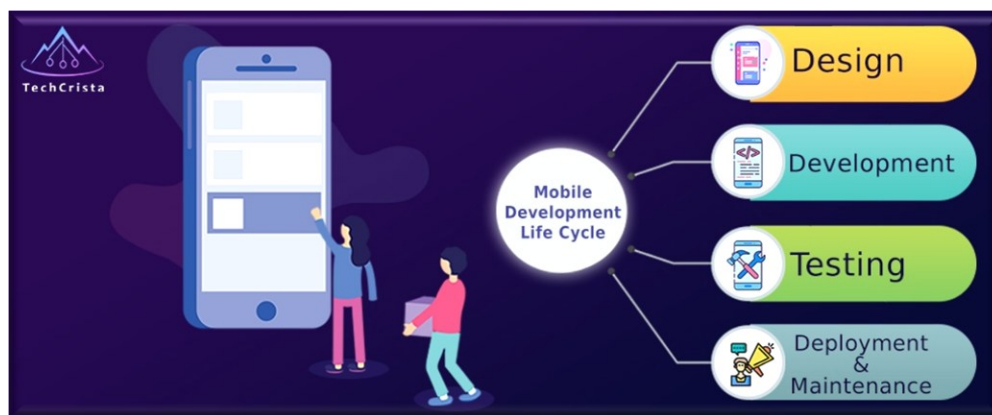 TechCrista
Mobile
Development
Life Cycle
Design
</>
Development
Testing
Deployment
&
Maintenance